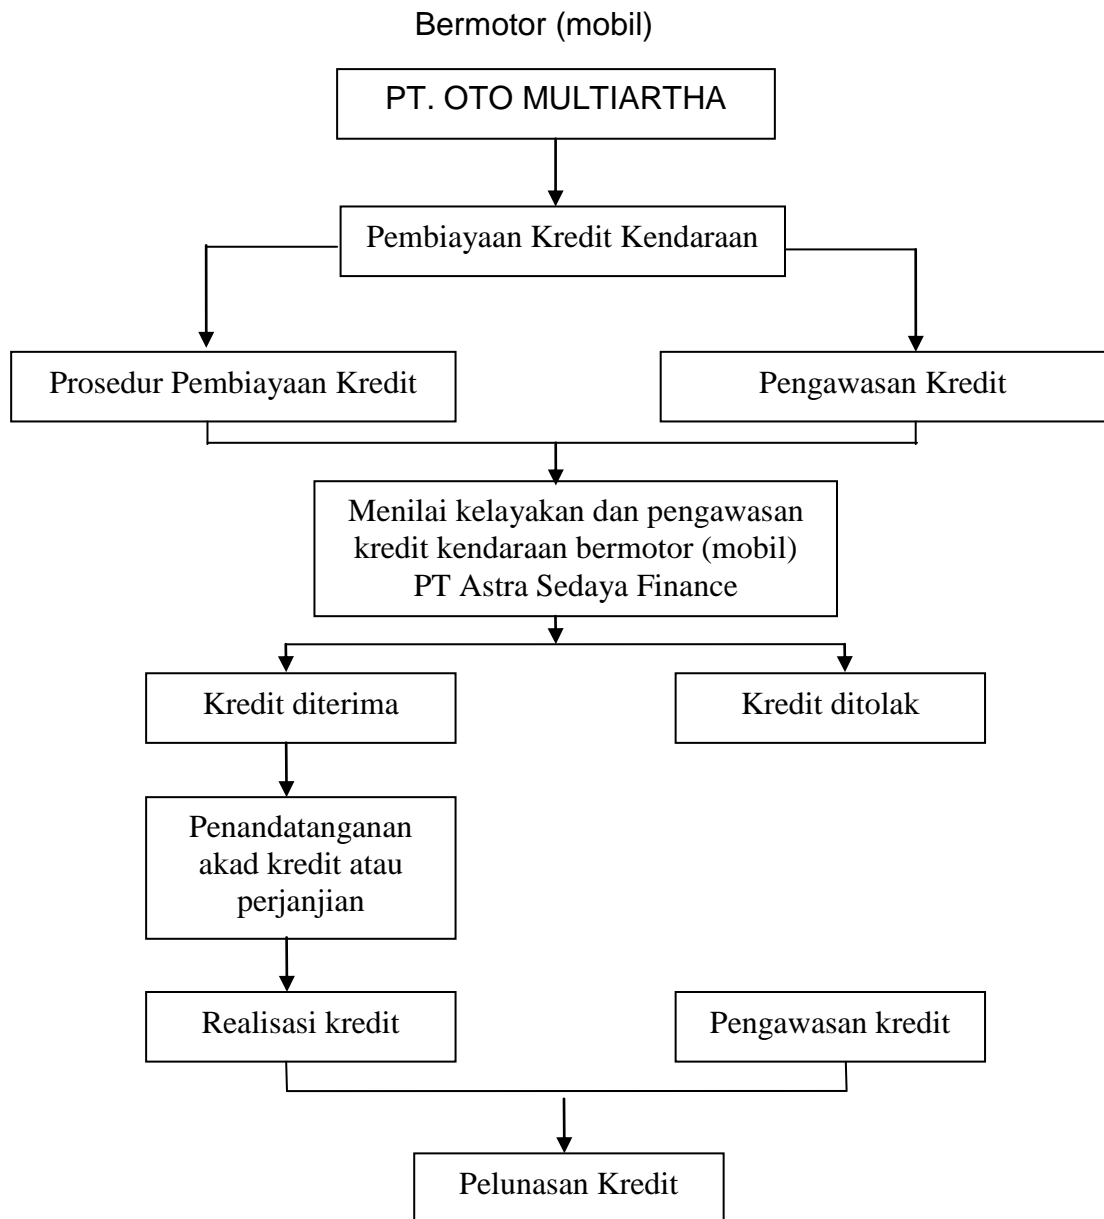 Bermotor (mobil)
PT. OTO MULTIARTHA
Pembiayaan Kredit Kendaraan
Prosedur Pembiayaan Kredit
Pengawasan Kredit
Menilai kelayakan dan pengawasan
kredit kendaraan bermotor (mobil)
PT Astra Sedaya Finance
Kredit diterima
Kredit ditolak
Penandatanganan
akad kredit atau
perjanjian
Realisasi kredit
Pengawasan kredit
Pelunasan Kredit